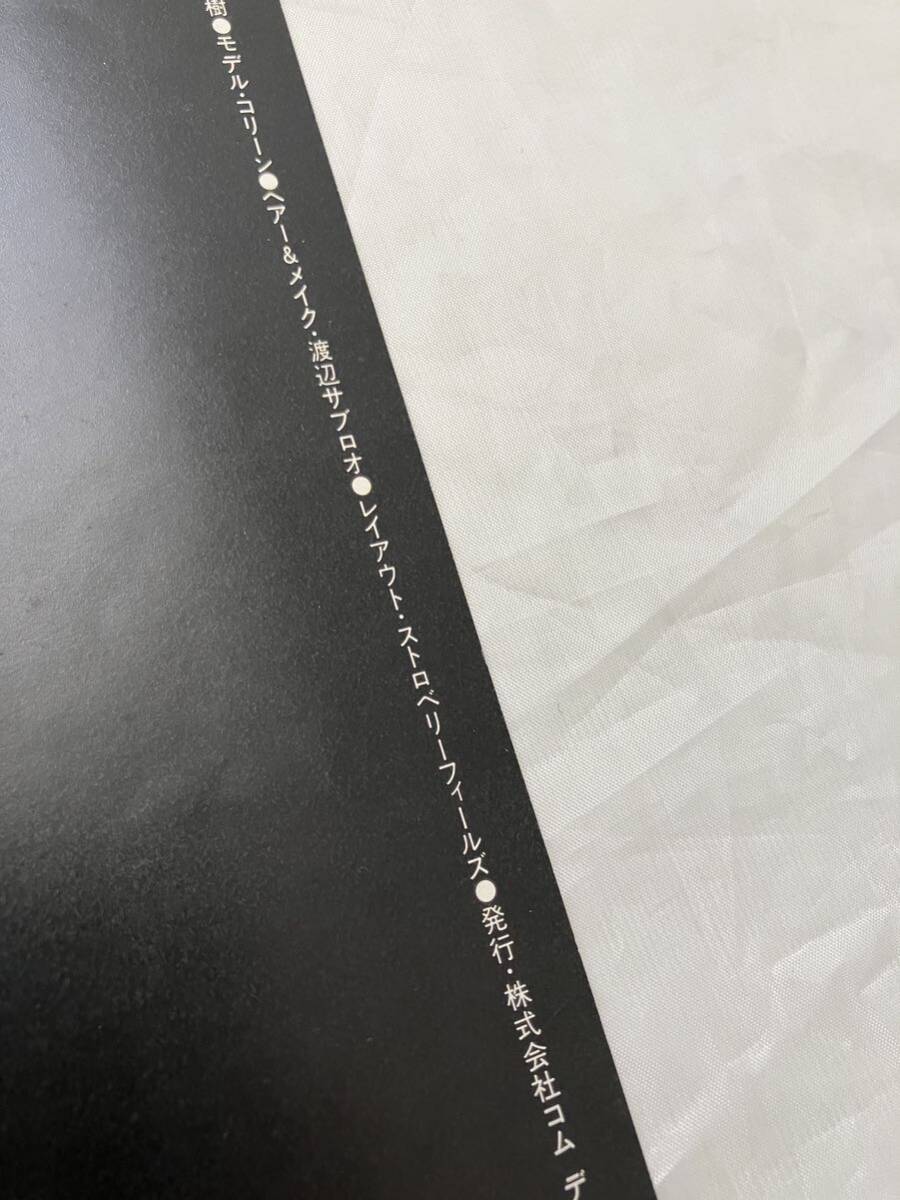 樹●モデル・コリーン●ヘアー&メイク・渡辺サブロオ●レイアウト・ストロベリーフィールズ●発行・株式会社コム デ